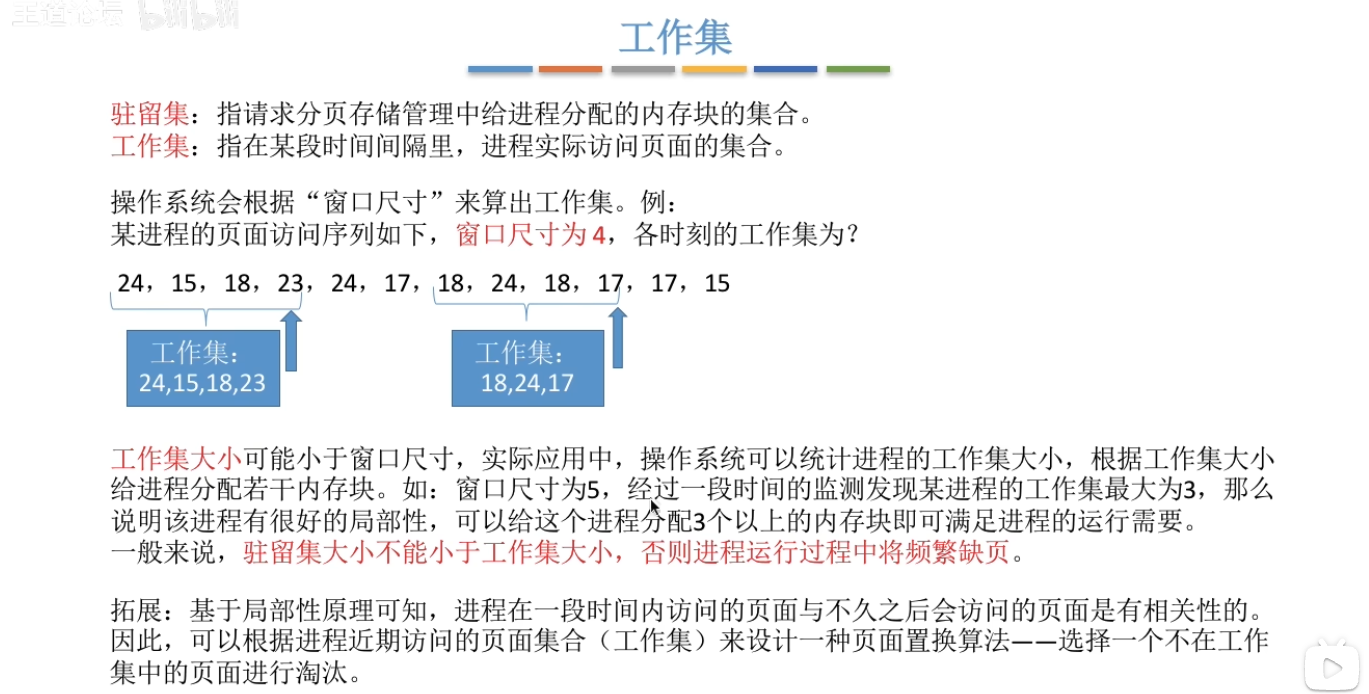 王道论坛 bilibili
工作集
驻留集：指请求分页存储管理中给进程分配的内存块的集合。
工作集：指在某段时间间隔里，进程实际访问页面的集合。
操作系统会根据“窗口尺寸”来算出工作集。例：
某进程的页面访问序列如下，窗口尺寸为 4，各时刻的工作集为？
24，15，18，23，24，17，18，24，18，17，17，15
工作集：
24,15,18,23
工作集：
18,24,17
工作集大小可能小于窗口尺寸，实际应用中，操作系统可以统计进程的工作集大小，根据工作集大小
给进程分配若干内存块。如：窗口尺寸为5，经过一段时间的监测发现某进程的工作集最大为3，那么
说明该进程有很好的局部性，可以给这个进程分配3个以上的内存块即可满足进程的运行需要。
一般来说，驻留集大小不能小于工作集大小，否则进程运行过程中将频繁缺页。
拓展：基于局部性原理可知，进程在一段时间内访问的页面与不久之后会访问的页面是有相关性的。
因此，可以根据进程近期访问的页面集合（工作集）来设计一种页面置换算法——选择一个不在工作
集中的页面进行淘汰。